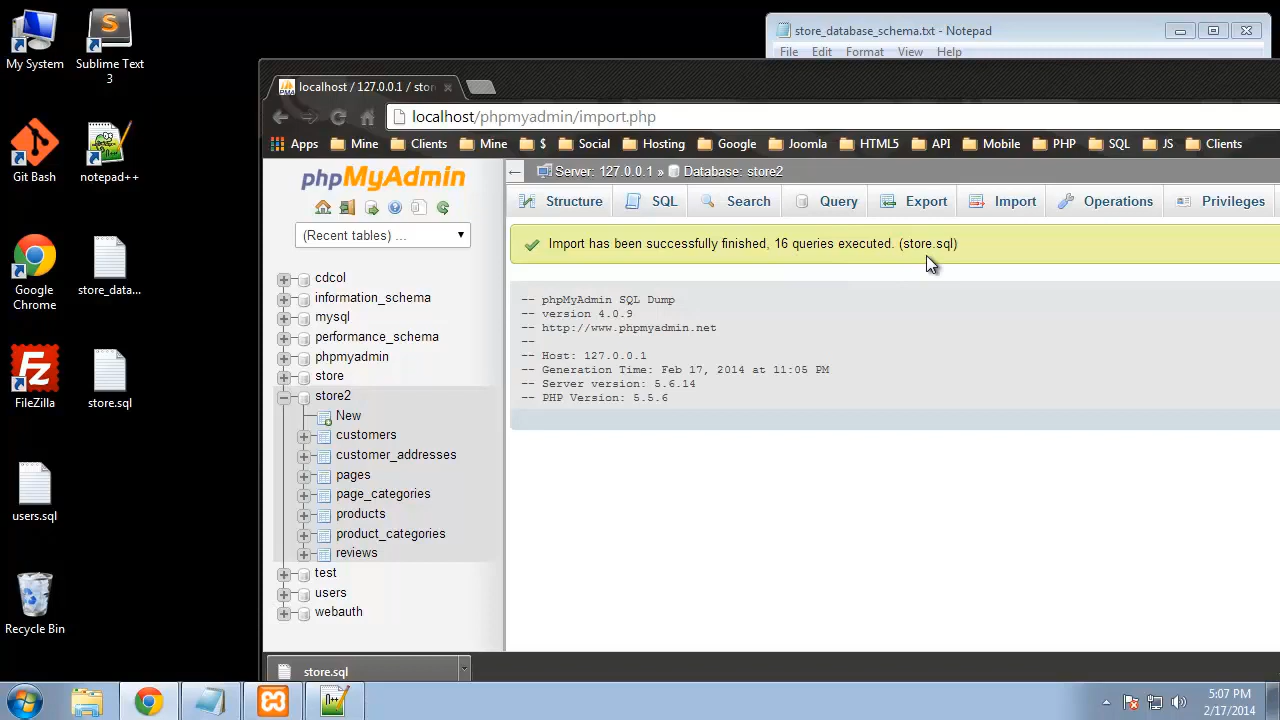 My System
Sublime Text
3
Git Bash
notepad++
Google
Chrome
store_data...
FileZilla
store.sql
users.sql
Recycle Bin
store_database_schema.txt - Notepad
File Edit Format View Help
localhost / 127.0.0.1 / stor
localhost/phpmyadmin/import.php
Apps Mine Clients Mine $ Social Hosting Google Joomla HTML5 API Mobile PHP SQL JS Clients
phpMyAdmin
(Recent tables) ...
cdcol
information_schema
mysql
performance_schema
phpmyadmin
store
store2
New
customers
customer_addresses
pages
page_categories
products
product_categories
reviews
test
users
webauth
Server: 127.0.0.1 » Database: store2
Structure SQL Search Query Export Import Operations Privileges
Import has been successfully finished, 16 queries executed. (store.sql)
-- phpMyAdmin SQL Dump
-- version 4.0.9
-- http://www.phpmyadmin.net
--
-- Host: 127.0.0.1
-- Generation Time: Feb 17, 2014 at 11:05 PM
-- Server version: 5.6.14
-- PHP Version: 5.5.6
store.sql
5:07 PM
2/17/2014